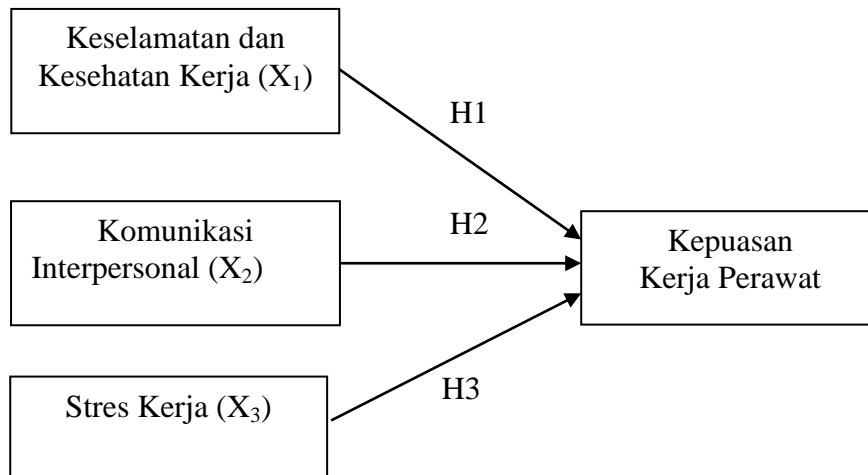 Keselamatan dan
Kesehatan Kerja (X₁)
H1
Komunikasi
Interpersonal (X₂)
H2
Kepuasan
Kerja Perawat
Stres Kerja (X₃)
H3